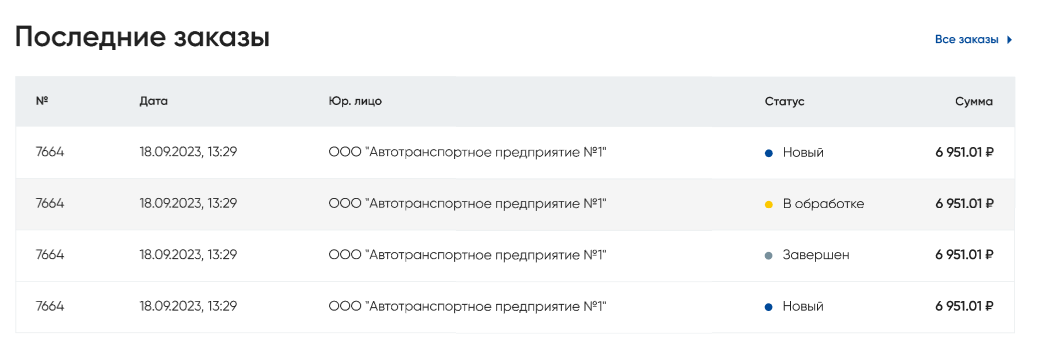 Последние заказы
Все заказы
№ Дата Юр. лицо Статус Сумма
7664 18.09.2023, 13:29 ООО "Автотранспортное предприятие №1" Новый 6 951.01 ₽
7664 18.09.2023, 13:29 ООО "Автотранспортное предприятие №1" В обработке 6 951.01 ₽
7664 18.09.2023, 13:29 ООО "Автотранспортное предприятие №1" Завершен 6 951.01 ₽
7664 18.09.2023, 13:29 ООО "Автотранспортное предприятие №1" Новый 6 951.01 ₽